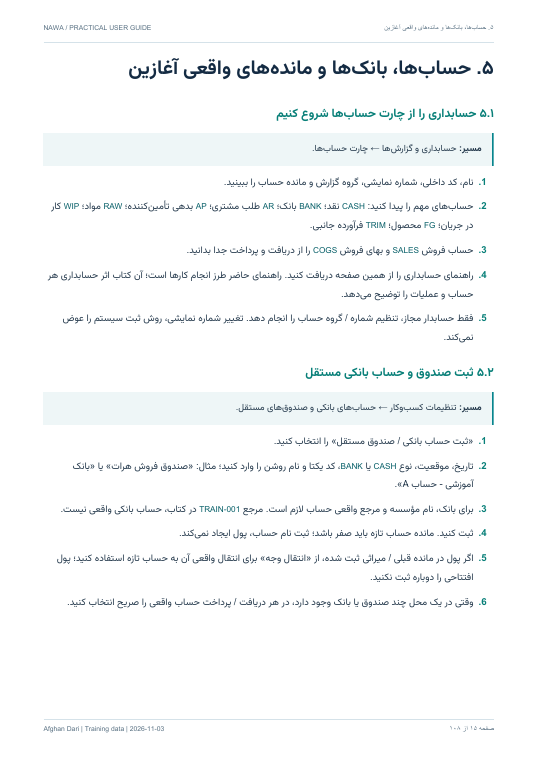 NAWA / PRACTICAL USER GUIDE
۵. حساب‌ها، بانک‌ها و مانده‌های واقعی آغازین
۵. حساب‌ها، بانک‌ها و مانده‌های واقعی آغازین
۵.۱ حسابداری را از چارت حساب‌ها شروع کنیم
مسیر: حسابداری و گزارش‌ها ← چارت حساب‌ها.
1. نام، کد داخلی، شماره نمایشی، گروه گزارش و مانده حساب را ببینید.
2. حساب‌های مهم را پیدا کنید: CASH نقد؛ BANK بانک؛ AR طلب مشتری؛ AP بدهی تأمین‌کننده؛ RAW مواد؛ WIP کار
در جریان؛ FG محصول؛ TRIM فرآورده جانبی.
3. حساب فروش SALES و بهای فروش COGS را از دریافت و پرداخت جدا بدانید.
4. راهنمای حسابداری را از همین صفحه دریافت کنید. راهنمای حاضر طرز انجام کارها است؛ آن کتاب اثر حسابداری هر
حساب و عملیات را توضیح می‌دهد.
5. فقط حسابدار مجاز، تنظیم شماره / گروه حساب را انجام دهد. تغییر شماره نمایشی، روش ثبت سیستم را عوض
نمی‌کند.
۵.۲ ثبت صندوق و حساب بانکی مستقل
مسیر: تنظیمات کسب‌وکار ← حساب‌های بانکی و صندوق‌های مستقل.
1. «ثبت حساب بانکی / صندوق مستقل» را انتخاب کنید.
2. تاریخ، موقعیت، نوع CASH یا BANK، کد یکتا و نام روشن را وارد کنید؛ مثال: «صندوق فروش هرات» یا «بانک
آموزشی - حساب A».
3. برای بانک، نام مؤسسه و مرجع واقعی حساب لازم است. مرجع TRAIN-001 در کتاب، حساب بانکی واقعی نیست.
4. ثبت کنید. مانده حساب تازه باید صفر باشد؛ ثبت نام حساب، پول ایجاد نمی‌کند.
5. اگر پول در مانده قبلی / میراثی ثبت شده، از «انتقال وجه» برای انتقال واقعی آن به حساب تازه استفاده کنید؛ پول
افتتاحی را دوباره ثبت نکنید.
6. وقتی در یک محل چند صندوق یا بانک وجود دارد، در هر دریافت / پرداخت حساب واقعی را صریح انتخاب کنید.
Afghan Dari | Training data | 2026-11-03
صفحه ۱۵ از ۱۰۸